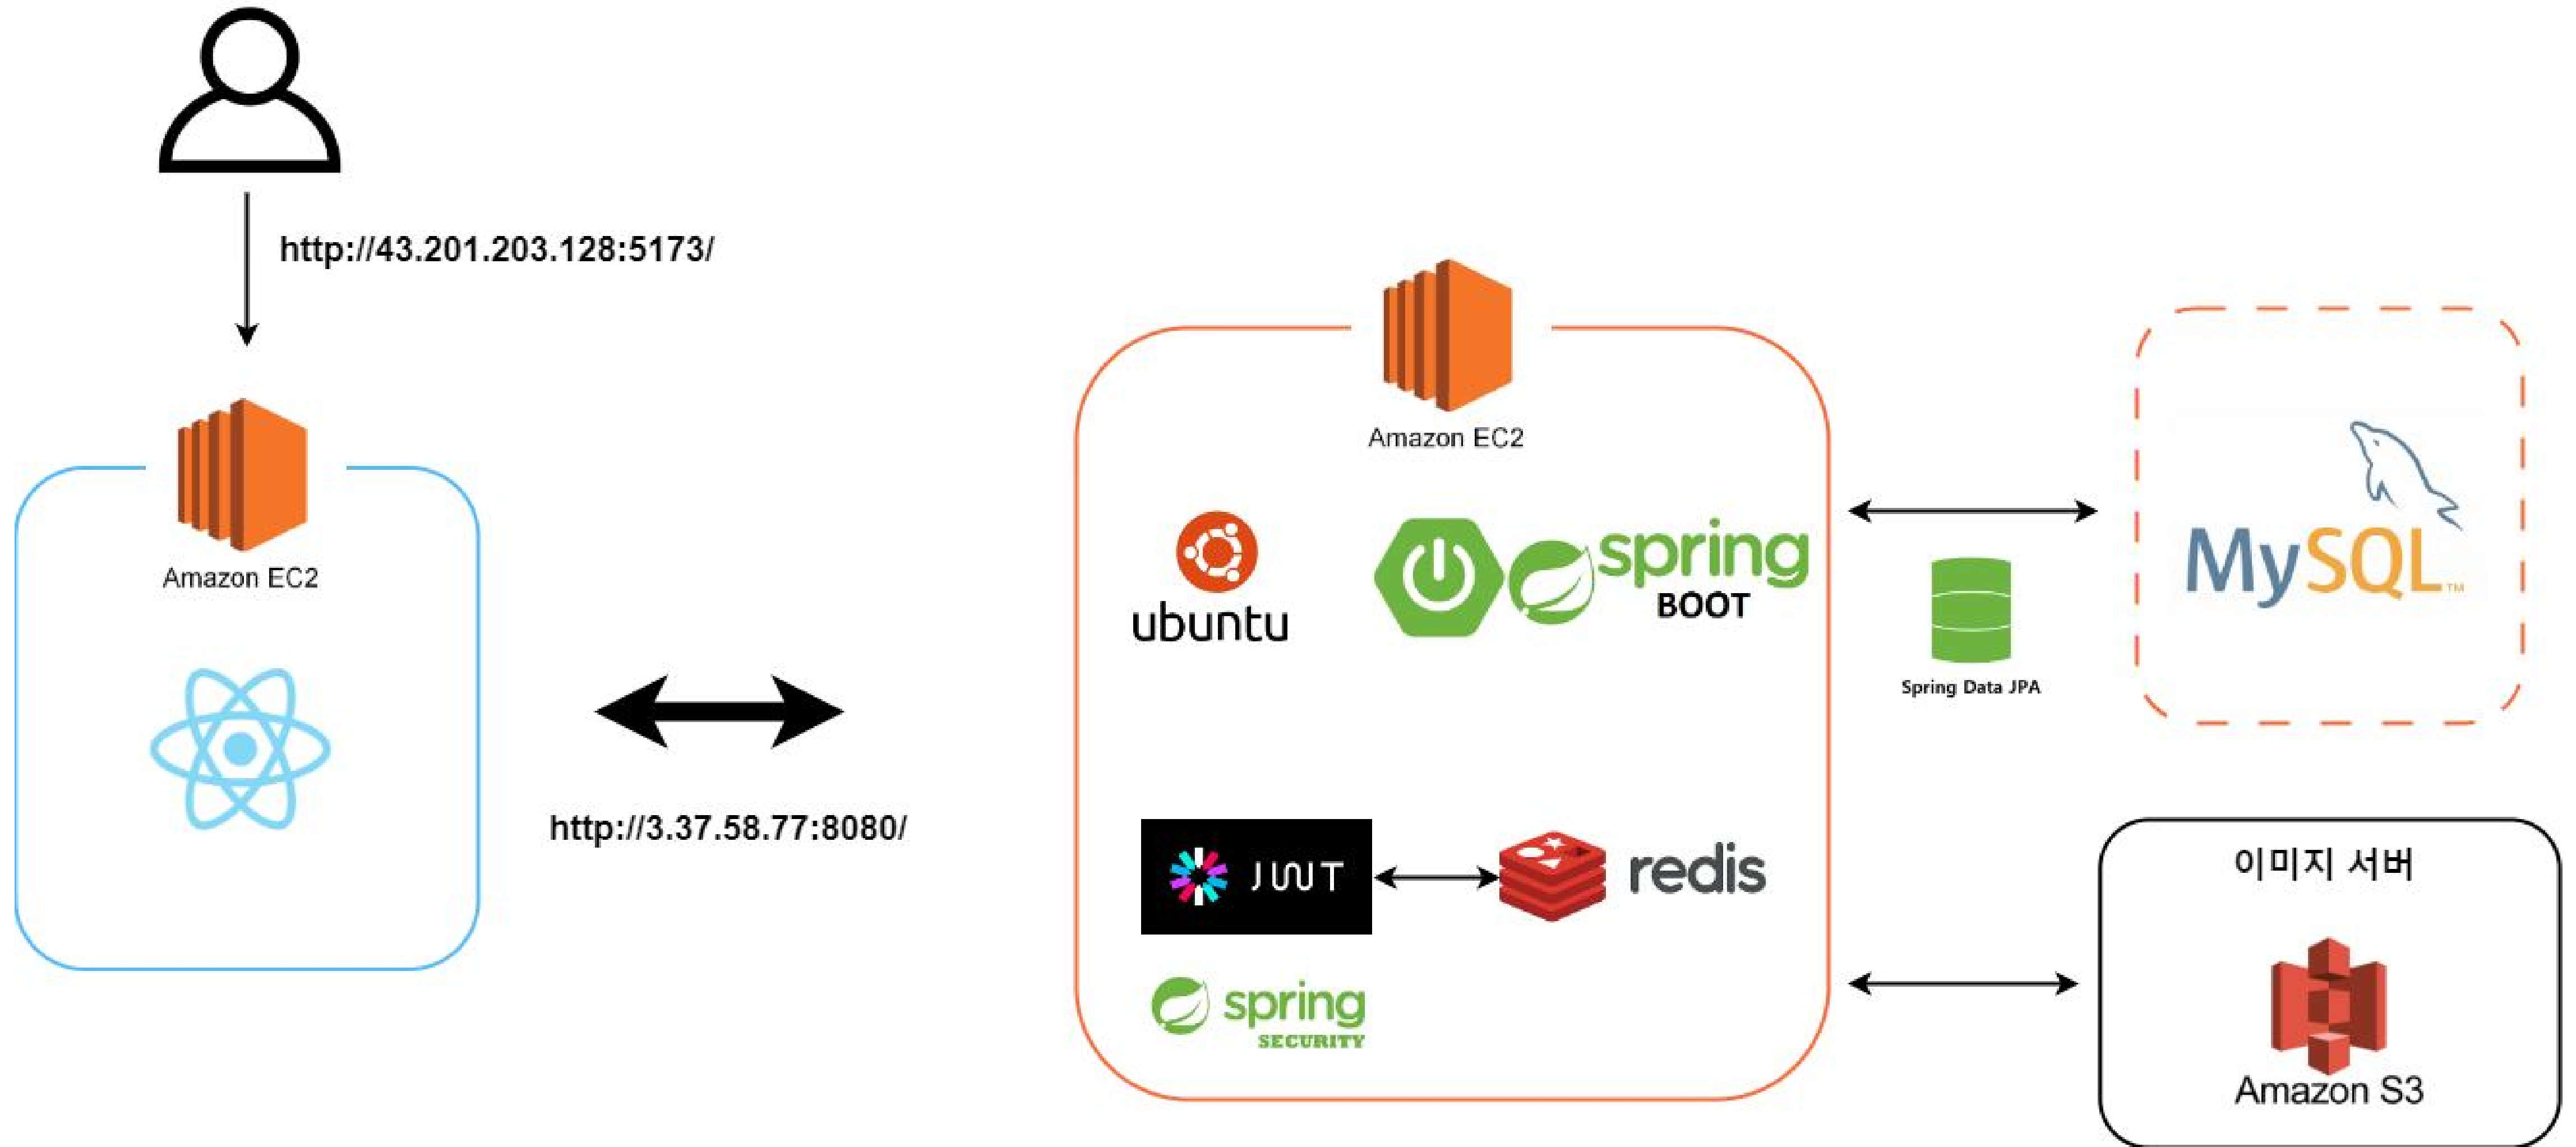 http://43.201.203.128:5173/
Amazon EC2
http://3.37.58.77:8080/
Amazon EC2
ubuntu
spring
BOOT
JWT
redis
spring
SECURITY
Spring Data JPA
MySQL™
이미지 서버
Amazon S3